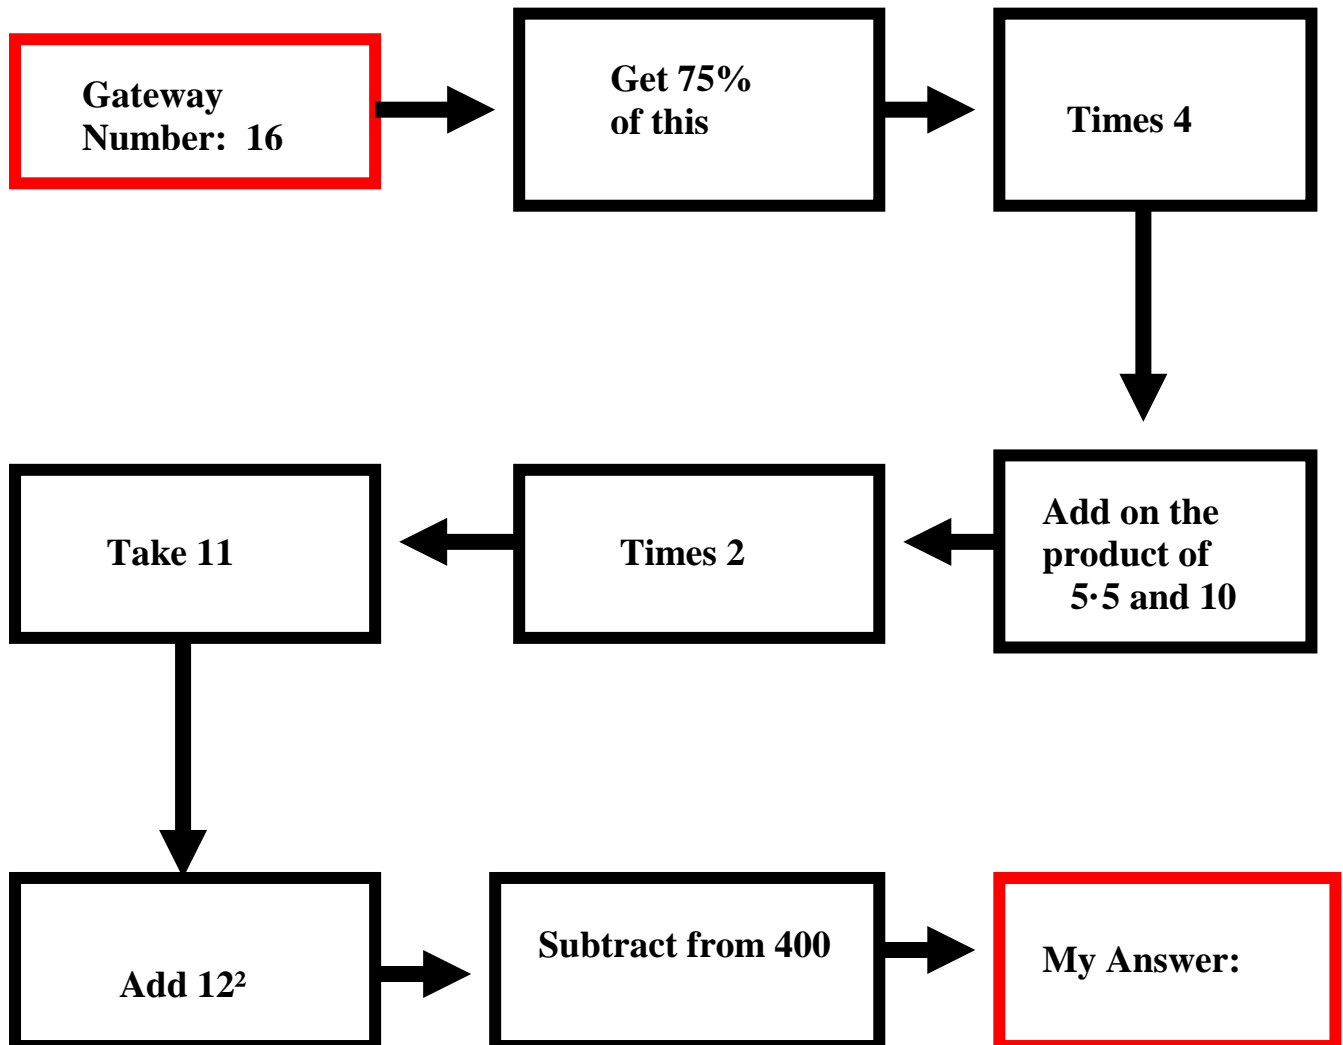 Gateway
Number:  16
Get 75%
of this
Times 4
Add on the
product of
5·5 and 10
Times 2
Take 11
Add 12²
Subtract from 400
My Answer: